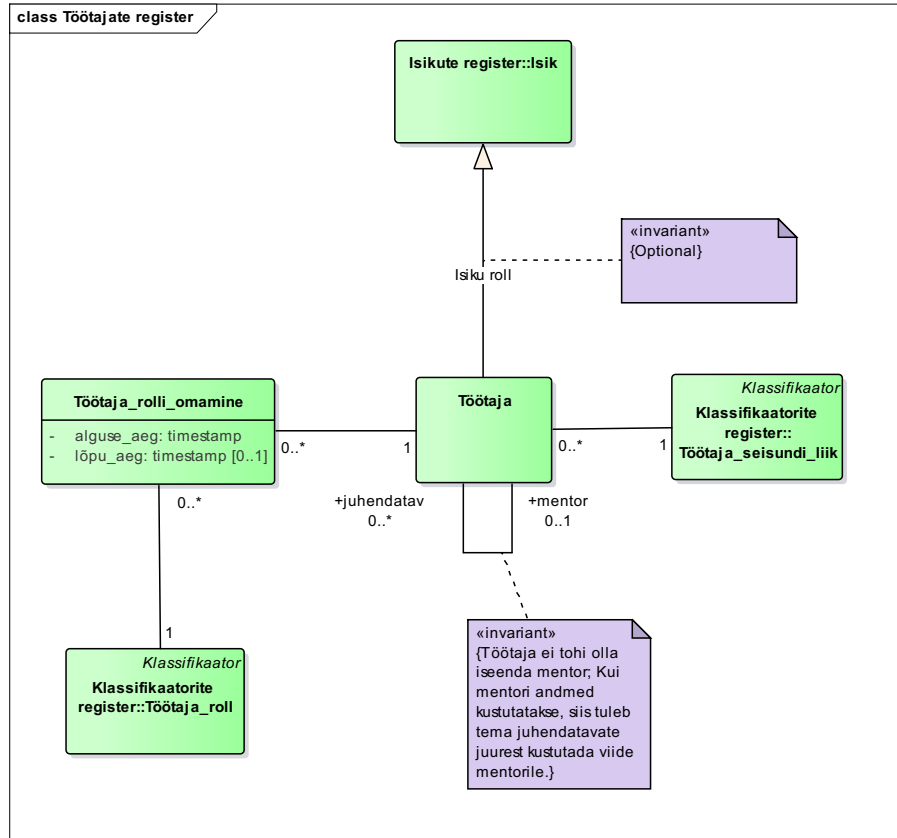 class Töötajate register
Isikute register::Isik
«invariant»
{Optional}
Isiku roll
Töötaja_rolli_omamine
- alguse_aeg: timestamp
- lõpu_aeg: timestamp [0..1]
0..*
1
Töötaja
0..*
1
Klassifikaator
Klassifikaatorite
register::
Töötaja_seisundi_liik
0..*
+juhendatav
0..*
+mentor
0..1
1
Klassifikaator
Klassifikaatorite
register::Töötaja_roll
«invariant»
{Töötaja ei tohi olla
iseenda mentor; Kui
mentori andmed
kustutatakse, siis tuleb
tema juhendatavate
juurest kustutada viide
mentorile.}